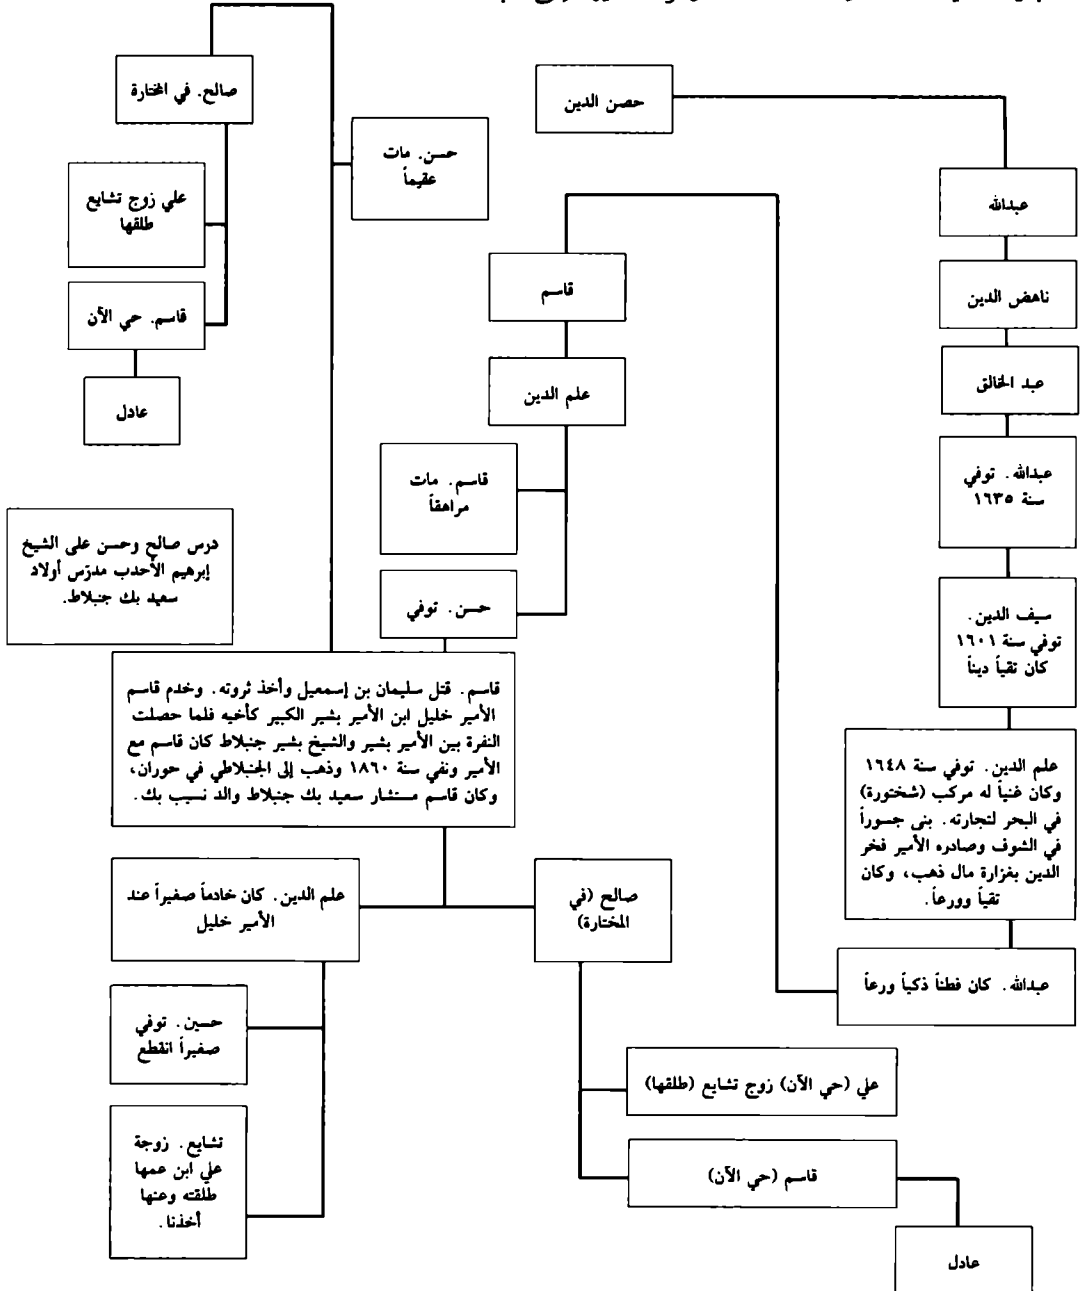 حصن الدين
عبدالله
ناهض الدين
عبد الخالق
عبدالله. توفي
سنة ١٦٣٥
سيف الدين.
توفي سنة ١٦٠١
كان تقياً ديناً
علم الدين. توفي سنة ١٦٤٨
وكان غنياً له مركب (شختورة)
في البحر لتجارته. بنى جسوراً
في الشوف وصادره الأمير فخر
الدين بغزارة مال ذهب، وكان
تقياً وورعاً.
عبدالله. كان فطناً ذكياً ورعاً
قاسم
علم الدين
قاسم. مات
مراهقاً
حسن. توفي
قاسم. قتل سليمان بن إسمعيل وأخذ ثروته. وخدم قاسم
الأمير خليل ابن الأمير بشير الكبير كأخيه فلما حصلت
النفرة بين الأمير بشير والشيخ بشير جنبلاط كان قاسم مع
الأمير ونفي سنة ١٨٦٠ وذهب إلى الجنبلاطي في حوران،
وكان قاسم مستشار سعيد بك جنبلاط والد نسيب بك.
حسن. مات
عقيماً
صالح. في المختارة
علي زوج تشايع
طلقها
قاسم. حي الآن
عادل
درس صالح وحسن على الشيخ
إبرهيم الأحدب مدرّس أولاد
سعيد بك جنبلاط.
صالح (في
المختارة)
علم الدين. كان خادماً صغيراً عند
الأمير خليل
حسين. توفي
صغيراً انقطع
تشايع. زوجة
علي ابن عمها
طلقته وعنها
أخذنا.
علي (حي الآن) زوج تشايع (طلقها)
قاسم (حي الآن)
عادل